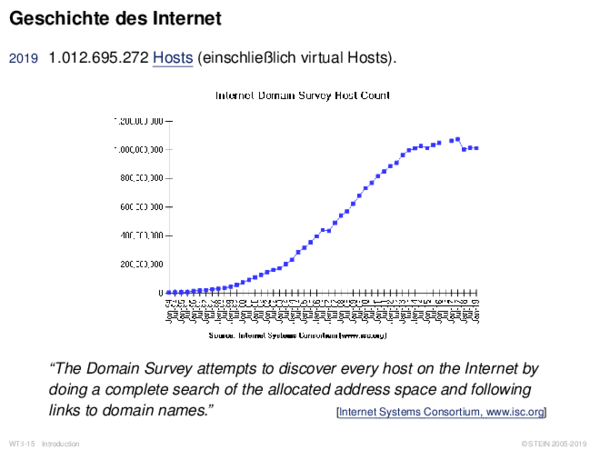 Geschichte des Internet
2019 1.012.695.272 Hosts (einschließlich virtual Hosts).
Internet Domain Survey Host Count
1,200,000,000
1,000,000,000
800,000,000
600,000,000
400,000,000
200,000,000
0
Source: Internet Systems Consortium (www.isc.org)
“The Domain Survey attempts to discover every host on the Internet by
doing a complete search of the allocated address space and following
links to domain names.” [Internet Systems Consortium, www.isc.org]
WT:I-15 Introduction ©STEIN 2005-2019